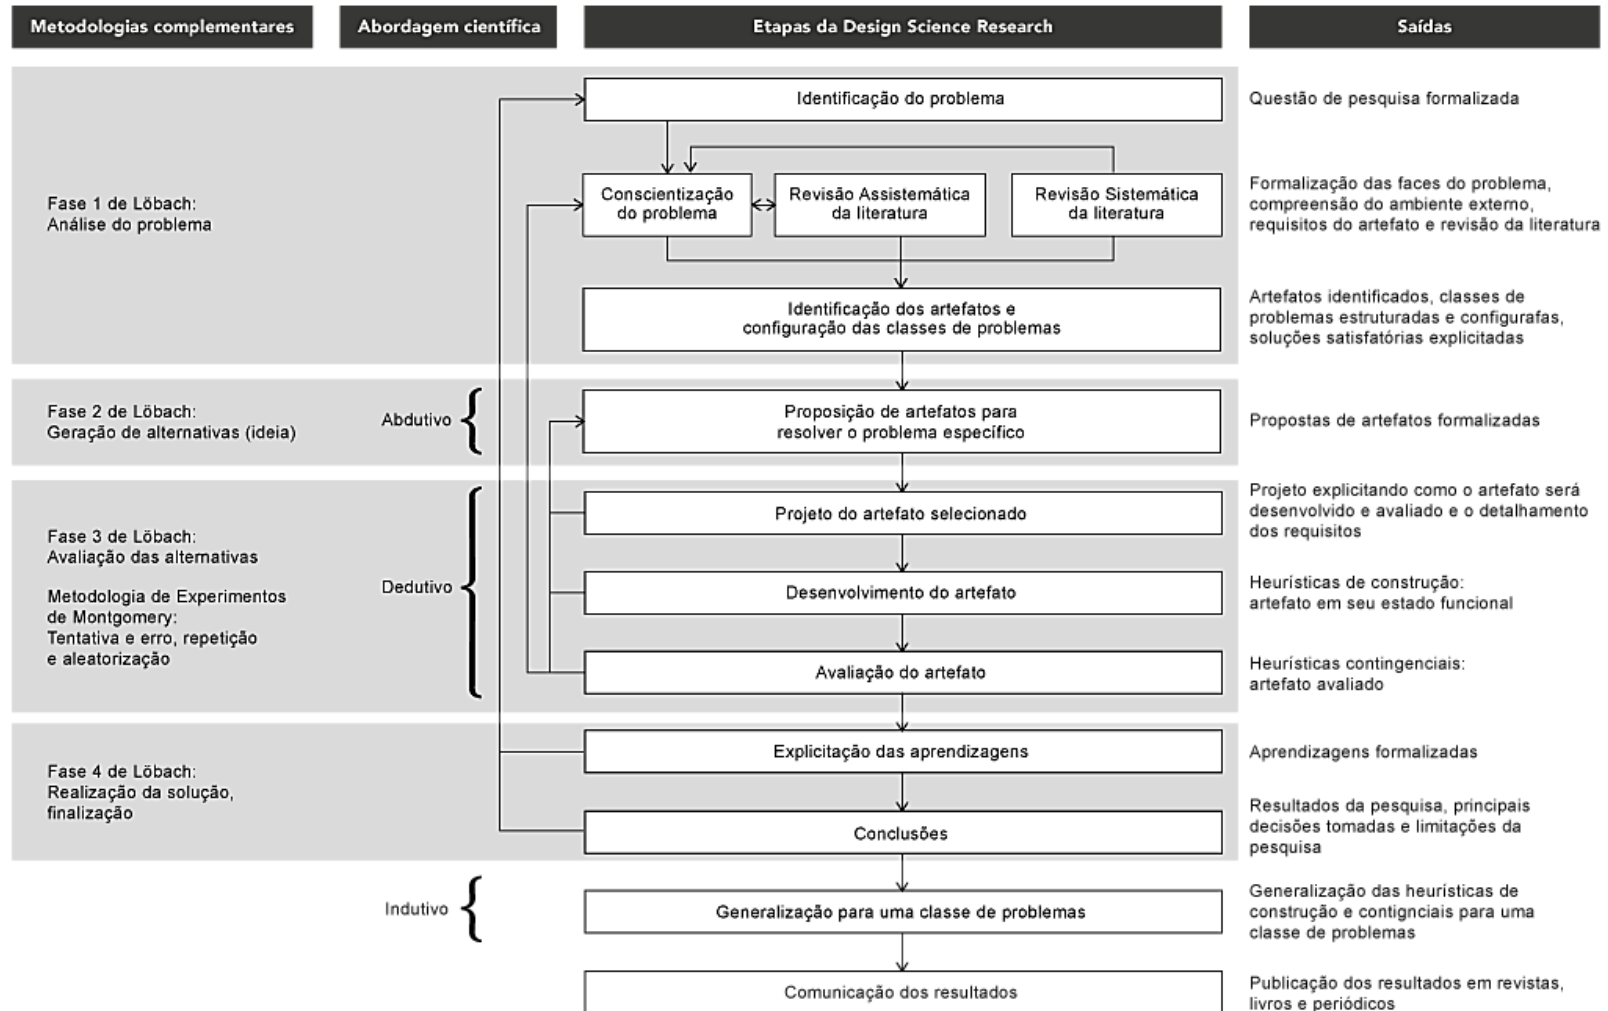 Metodologias complementares
Abordagem científica
Etapas da Design Science Research
Saídas
Fase 1 de Löbach:
Análise do problema
Identificação do problema
Questão de pesquisa formalizada
Conscientização
do problema
Revisão Assistemática
da literatura
Revisão Sistemática
da literatura
Formalização das faces do problema,
compreensão do ambiente externo,
requisitos do artefato e revisão da literatura
Identificação dos artefatos e
configuração das classes de problemas
Artefatos identificados, classes de
problemas estruturadas e configurafas,
soluções satisfatórias explicitadas
Fase 2 de Löbach:
Geração de alternativas (ideia)
Abdutivo
Proposição de artefatos para
resolver o problema específico
Propostas de artefatos formalizadas
Fase 3 de Löbach:
Avaliação das alternativas
Metodologia de Experimentos
de Montgomery:
Tentativa e erro, repetição
e aleatorização
Dedutivo
Projeto do artefato selecionado
Projeto explicitando como o artefato será
desenvolvido e avaliado e o detalhamento
dos requisitos
Desenvolvimento do artefato
Heurísticas de construção:
artefato em seu estado funcional
Avaliação do artefato
Heurísticas contingenciais:
artefato avaliado
Fase 4 de Löbach:
Realização da solução,
finalização
Explicitação das aprendizagens
Aprendizagens formalizadas
Conclusões
Resultados da pesquisa, principais
decisões tomadas e limitações da
pesquisa
Indutivo
Generalização para uma classe de problemas
Generalização das heurísticas de
construção e contignciais para uma
classe de problemas
Comunicação dos resultados
Publicação dos resultados em revistas,
livros e periódicos